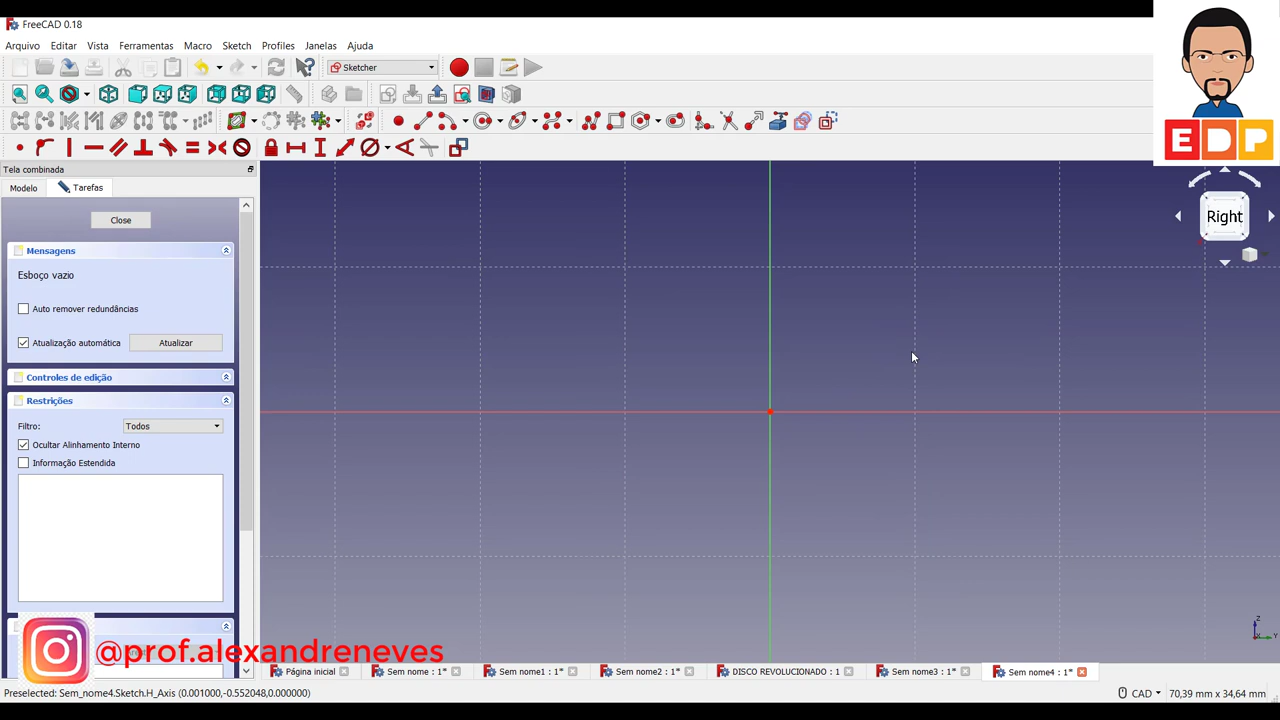 FreeCAD 0.18
Arquivo Editar Vista Ferramentas Macro Sketch Profiles Janelas Ajuda
Sketcher
EDP
Tela combinada
Modelo Tarefas
Right
Close
Mensagens
Esboço vazio
Auto remover redundâncias
Atualização automática Atualizar
Controles de edição
Restrições
Filtro: Todos
Ocultar Alinhamento Interno
Informação Estendida
Z
Y
@prof.alexandreneves
Página inicial Sem nome : 1* Sem nome1 : 1* Sem nome2 : 1* DISCO REVOLUCIONADO : 1 Sem nome3 : 1* Sem nome4 : 1*
Preselected: Sem_nome4.Sketch.H_Axis (0.001000,-0.552048,0.000000) CAD 70,39 mm x 34,64 mm